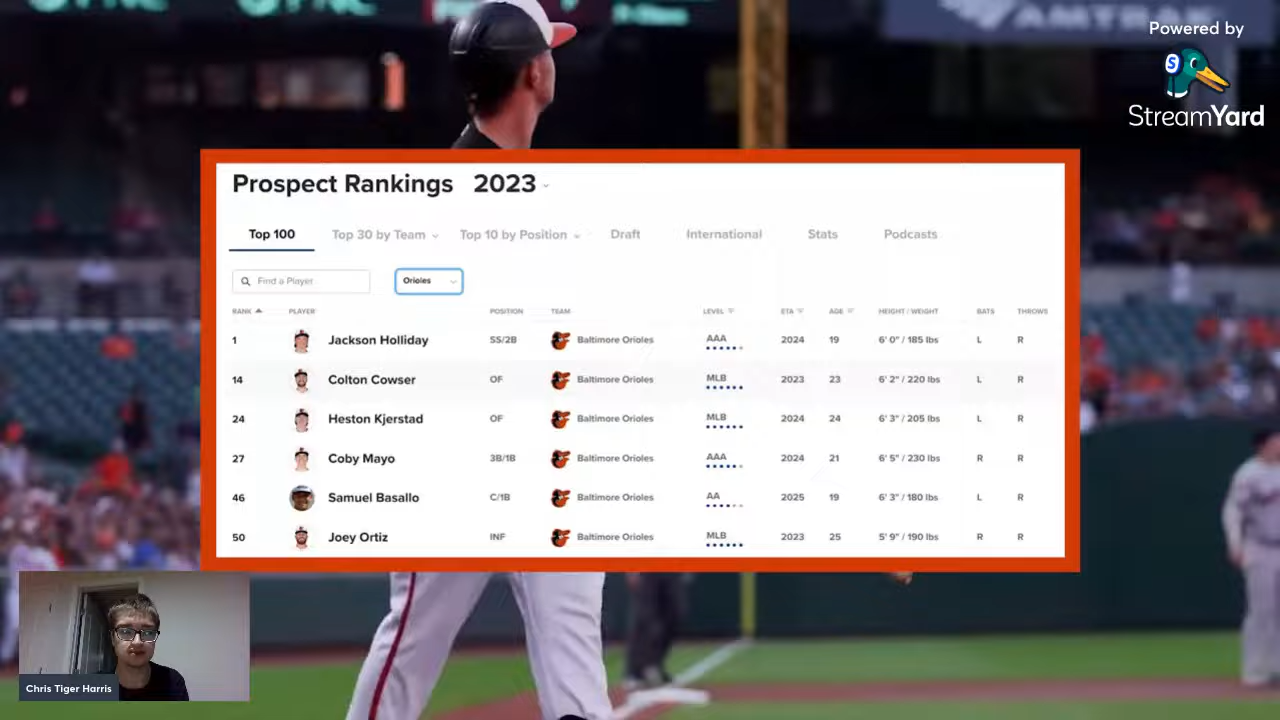 AMTRAK
Powered by
StreamYard
Prospect Rankings 2023
Top 100 Top 30 by Team Top 10 by Position Draft International Stats Podcasts
Find a Player Orioles
RANK PLAYER POSITION TEAM LEVEL ETA AGE HEIGHT / WEIGHT BATS THROWS
1 Jackson Holliday SS/2B Baltimore Orioles AAA 2024 19 6' 0" / 185 lbs L R
14 Colton Cowser OF Baltimore Orioles MLB 2023 23 6' 2" / 220 lbs L R
24 Heston Kjerstad OF Baltimore Orioles MLB 2024 24 6' 3" / 205 lbs L R
27 Coby Mayo 3B/1B Baltimore Orioles AAA 2024 21 6' 5" / 230 lbs R R
46 Samuel Basallo C/1B Baltimore Orioles AA 2025 19 6' 3" / 180 lbs L R
50 Joey Ortiz INF Baltimore Orioles MLB 2023 25 5' 9" / 190 lbs R R
Chris Tiger Harris